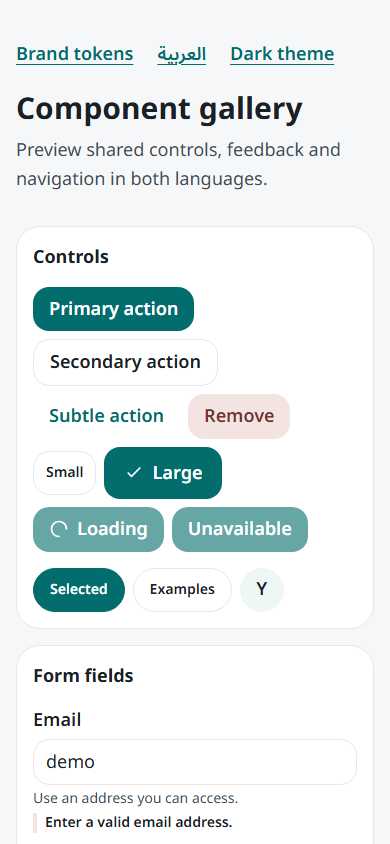 Brand tokens العربية Dark theme
Component gallery
Preview shared controls, feedback and
navigation in both languages.
Controls
Primary action
Secondary action
Subtle action Remove
Small Large
Loading Unavailable
Selected Examples Y
Form fields
Email
demo
Use an address you can access.
Enter a valid email address.